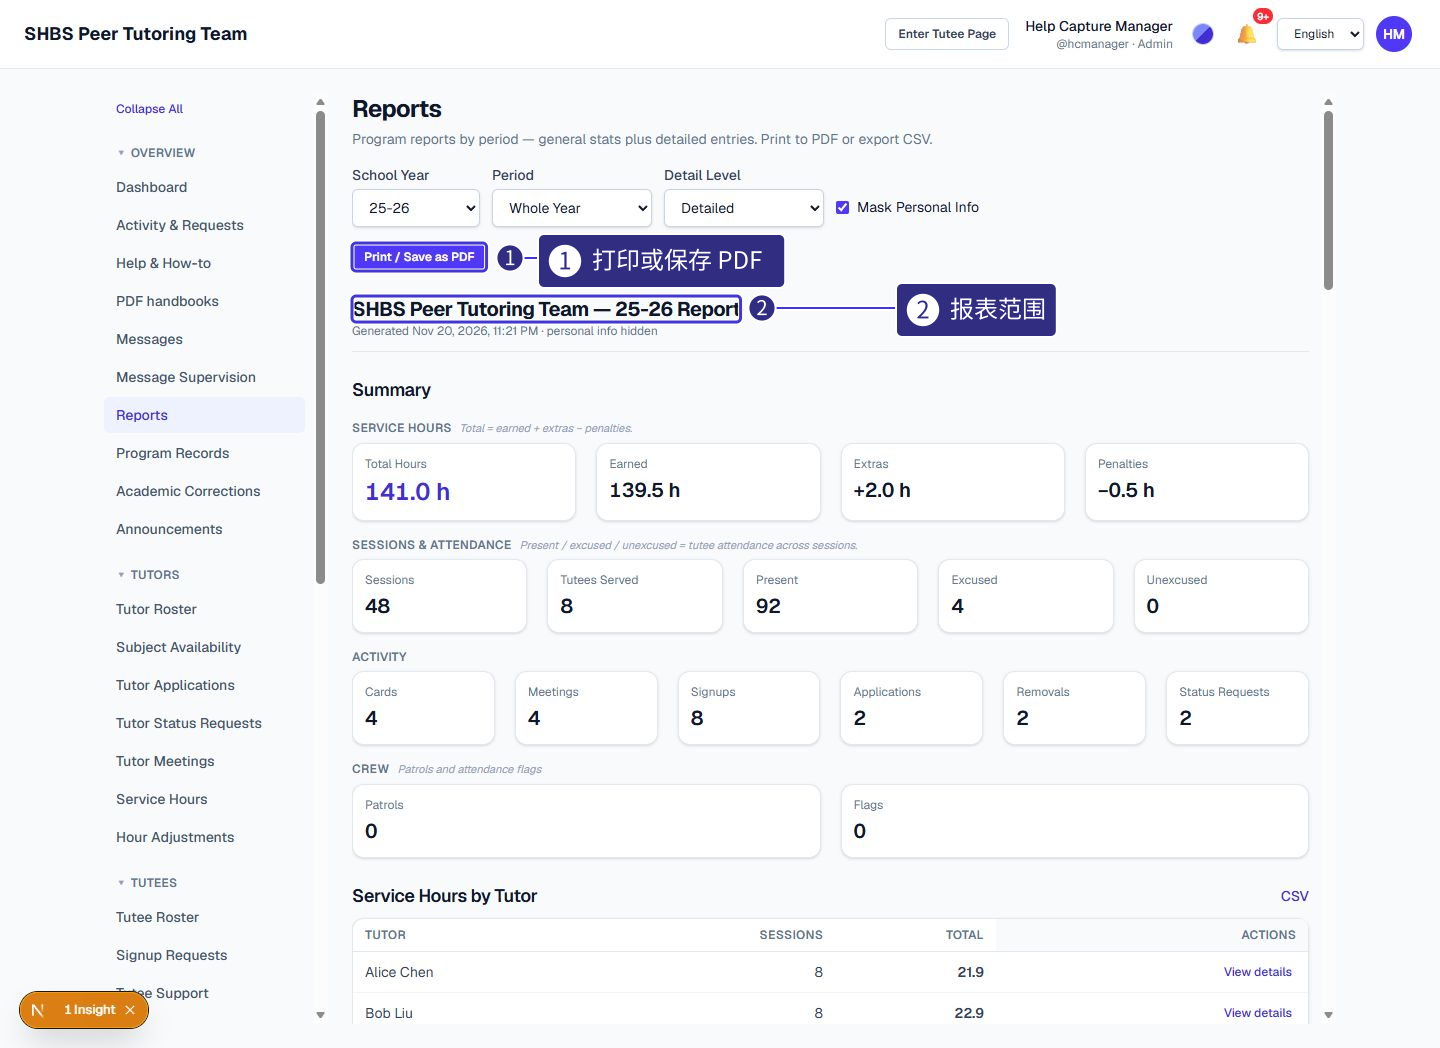 SHBS Peer Tutoring Team
Enter Tutee Page
Help Capture Manager
@hcmanager · Admin
9+
English
HM
Collapse All
OVERVIEW
Dashboard
Activity & Requests
Help & How-to
PDF handbooks
Messages
Message Supervision
Reports
Program Records
Academic Corrections
Announcements
TUTORS
Tutor Roster
Subject Availability
Tutor Applications
Tutor Status Requests
Tutor Meetings
Service Hours
Hour Adjustments
TUTEES
Tutee Roster
Signup Requests
Tutee Support
1 Insight
Reports
Program reports by period — general stats plus detailed entries. Print to PDF or export CSV.
School Year Period Detail Level
25-26 Whole Year Detailed Mask Personal Info
Print / Save as PDF 1 1 打印或保存 PDF
SHBS Peer Tutoring Team — 25-26 Report 2 2 报表范围
Generated Nov 20, 2026, 11:21 PM · personal info hidden
Summary
SERVICE HOURS Total = earned + extras − penalties.
Total Hours Earned Extras Penalties
141.0 h 139.5 h +2.0 h −0.5 h
SESSIONS & ATTENDANCE Present / excused / unexcused = tutee attendance across sessions.
Sessions Tutees Served Present Excused Unexcused
48 8 92 4 0
ACTIVITY
Cards Meetings Signups Applications Removals Status Requests
4 4 8 2 2 2
CREW Patrols and attendance flags
Patrols Flags
0 0
Service Hours by Tutor CSV
TUTOR SESSIONS TOTAL ACTIONS
Alice Chen 8 21.9 View details
Bob Liu 8 22.9 View details